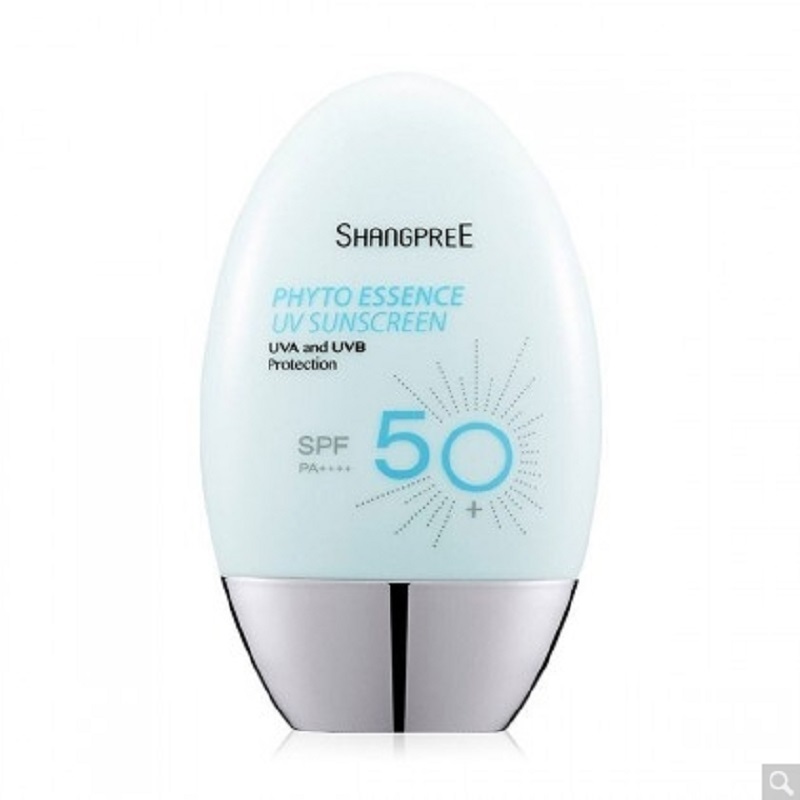 SHANGPREE
PHYTO ESSENCE
UV SUNSCREEN
UVA and UVB
Protection
SPF 50+
PA++++